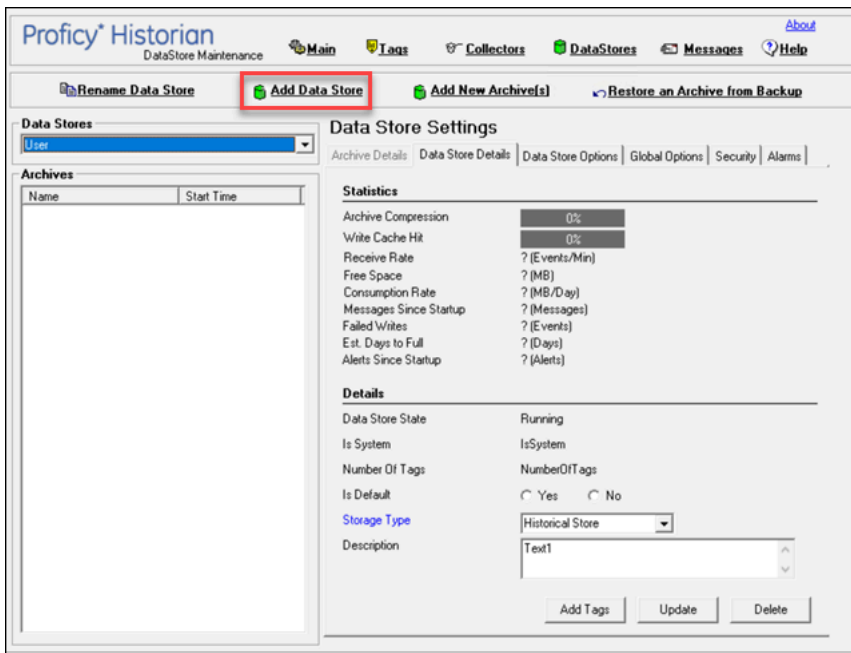 About
Proficy* Historian
DataStore Maintenance
Main Tags Collectors DataStores Messages Help
Rename Data Store Add Data Store Add New Archive(s) Restore an Archive from Backup
Data Stores
User
Archives
Name Start Time
Data Store Settings
Archive Details Data Store Details Data Store Options Global Options Security Alarms
Statistics
Archive Compression 0%
Write Cache Hit 0%
Receive Rate ? (Events/Min)
Free Space ? (MB)
Consumption Rate ? (MB/Day)
Messages Since Startup ? (Messages)
Failed Writes ? (Events)
Est. Days to Full ? (Days)
Alerts Since Startup ? (Alerts)
Details
Data Store State Running
Is System IsSystem
Number Of Tags NumberOfTags
Is Default Yes No
Storage Type Historical Store
Description Text1
Add Tags Update Delete